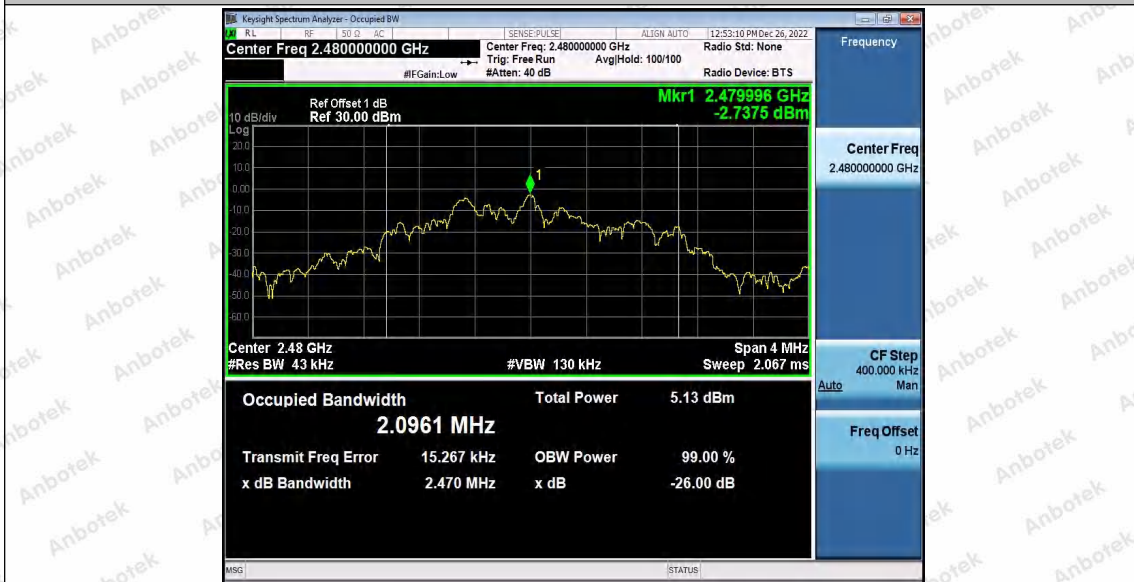 Keysight Spectrum Analyzer - Occupied BW
RL RF 50 Ω AC SENSE:PULSE ALIGN AUTO 12:53:10 PM Dec 26, 2022
Center Freq 2.480000000 GHz
Center Freq: 2.480000000 GHz
Radio Std: None
Trig: Free Run Avg|Hold: 100/100
#IFGain:Low #Atten: 40 dB Radio Device: BTS
Mkr1 2.479996 GHz
-2.7375 dBm
Ref Offset 1 dB
10 dB/div Ref 30.00 dBm
Log
20.0
10.0
0.00
-10.0
-20.0
-30.0
-40.0
-50.0
-60.0
1
Center 2.48 GHz Span 4 MHz
#Res BW 43 kHz #VBW 130 kHz Sweep 2.067 ms
Occupied Bandwidth Total Power 5.13 dBm
2.0961 MHz
Transmit Freq Error 15.267 kHz OBW Power 99.00 %
x dB Bandwidth 2.470 MHz x dB -26.00 dB
MSG STATUS
Frequency
Center Freq
2.480000000 GHz
CF Step
400.000 kHz
Auto Man
Freq Offset
0 Hz
Anbotek